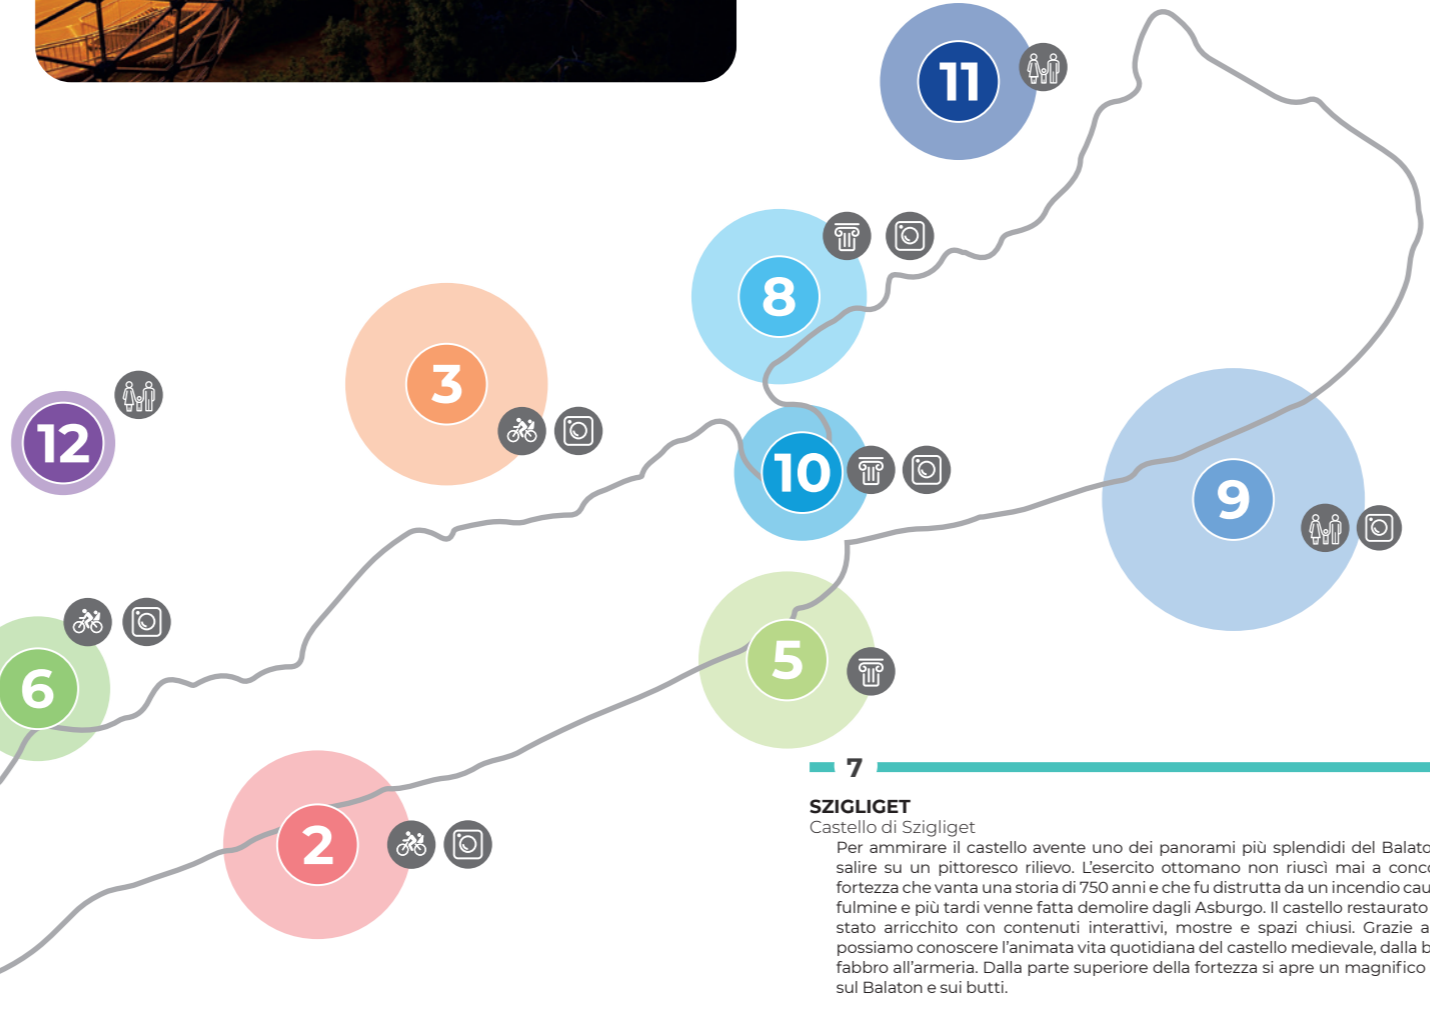 11
8
3
12
10
9
6
5
2
7
SZIGLIGET
Castello di Szigliget
Per ammirare il castello avente uno dei panorami più splendidi del
salire su un pittoresco rilievo. L’esercito ottomano non riuscì mai a
fortezza che vanta una storia di 750 anni e che fu distrutta da un incendio
fulmine e più tardi venne fatta demolire dagli Asburgo. Il castello restaurato
stato arricchito con contenuti interattivi, mostre e spazi chiusi. Grazie
possiamo conoscere l’animata vita quotidiana del castello medievale, dalla
fabbro all’armeria. Dalla parte superiore della fortezza si apre un magnifico
sul Balaton e sui butti.